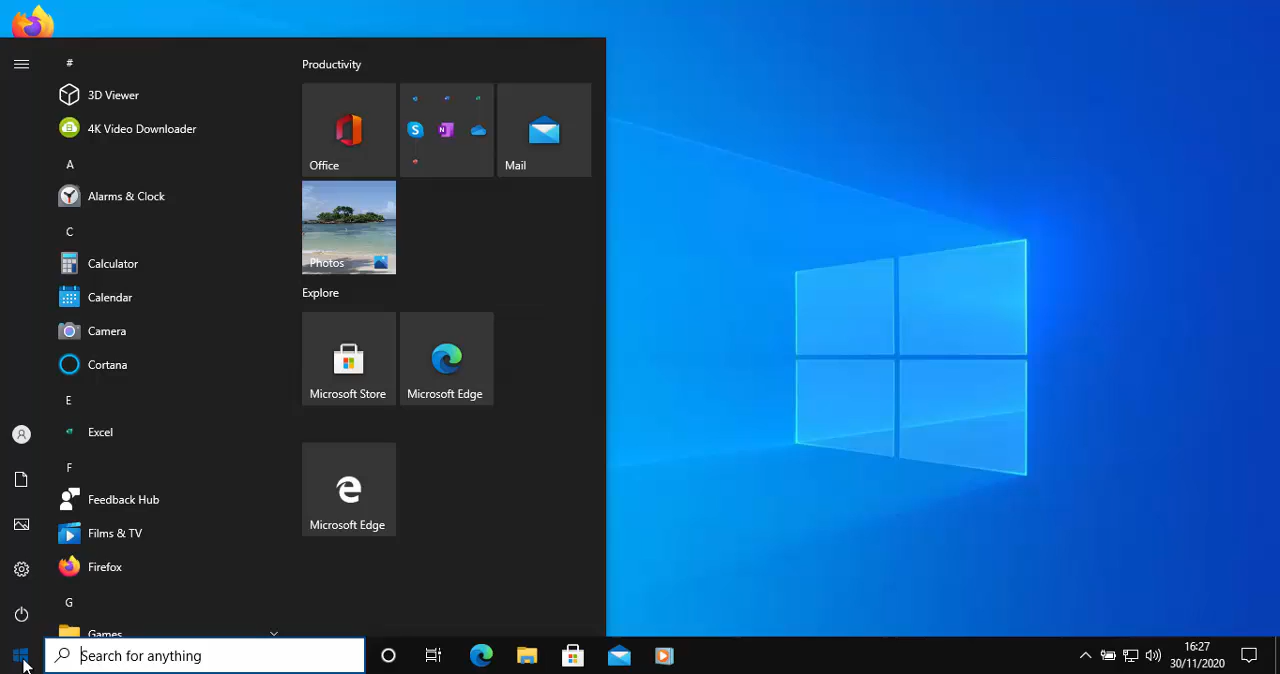 #
3D Viewer
4K Video Downloader
A
Alarms & Clock
C
Calculator
Calendar
Camera
Cortana
E
Excel
F
Feedback Hub
Films & TV
Firefox
G
Games
Productivity
Office
Mail
Photos
Explore
Microsoft Store
Microsoft Edge
Microsoft Edge
Search for anything
16:27
30/11/2020